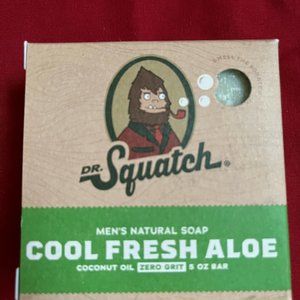 DR.
Squatch®
MEN'S NATURAL SOAP
COOL FRESH ALOE
COCONUT OIL ZERO GRIT 5 OZ BAR